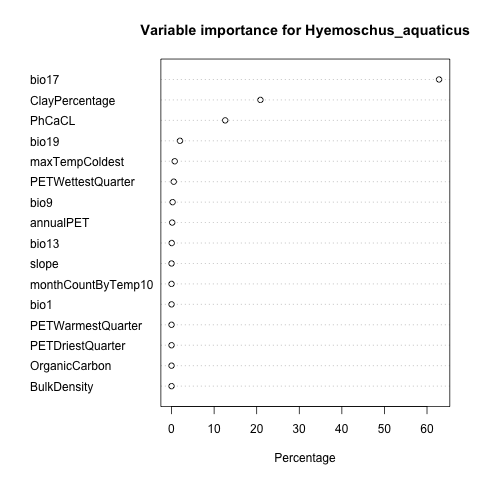 Variable importance for Hyemoschus_aquaticus
bio17
ClayPercentage
PhCaCL
bio19
maxTempColdest
PETWettestQuarter
bio9
annualPET
bio13
slope
monthCountByTemp10
bio1
PETWarmestQuarter
PETDriestQuarter
OrganicCarbon
BulkDensity
0 10 20 30 40 50 60
Percentage